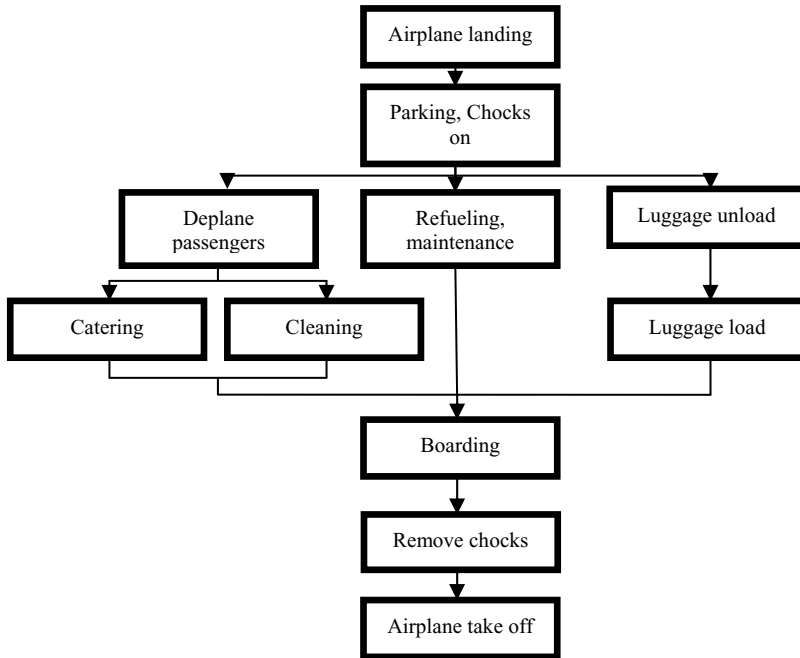 Airplane landing
Parking, Chocks
on
Deplane
passengers
Refueling,
maintenance
Luggage unload
Catering
Cleaning
Luggage load
Boarding
Remove chocks
Airplane take off